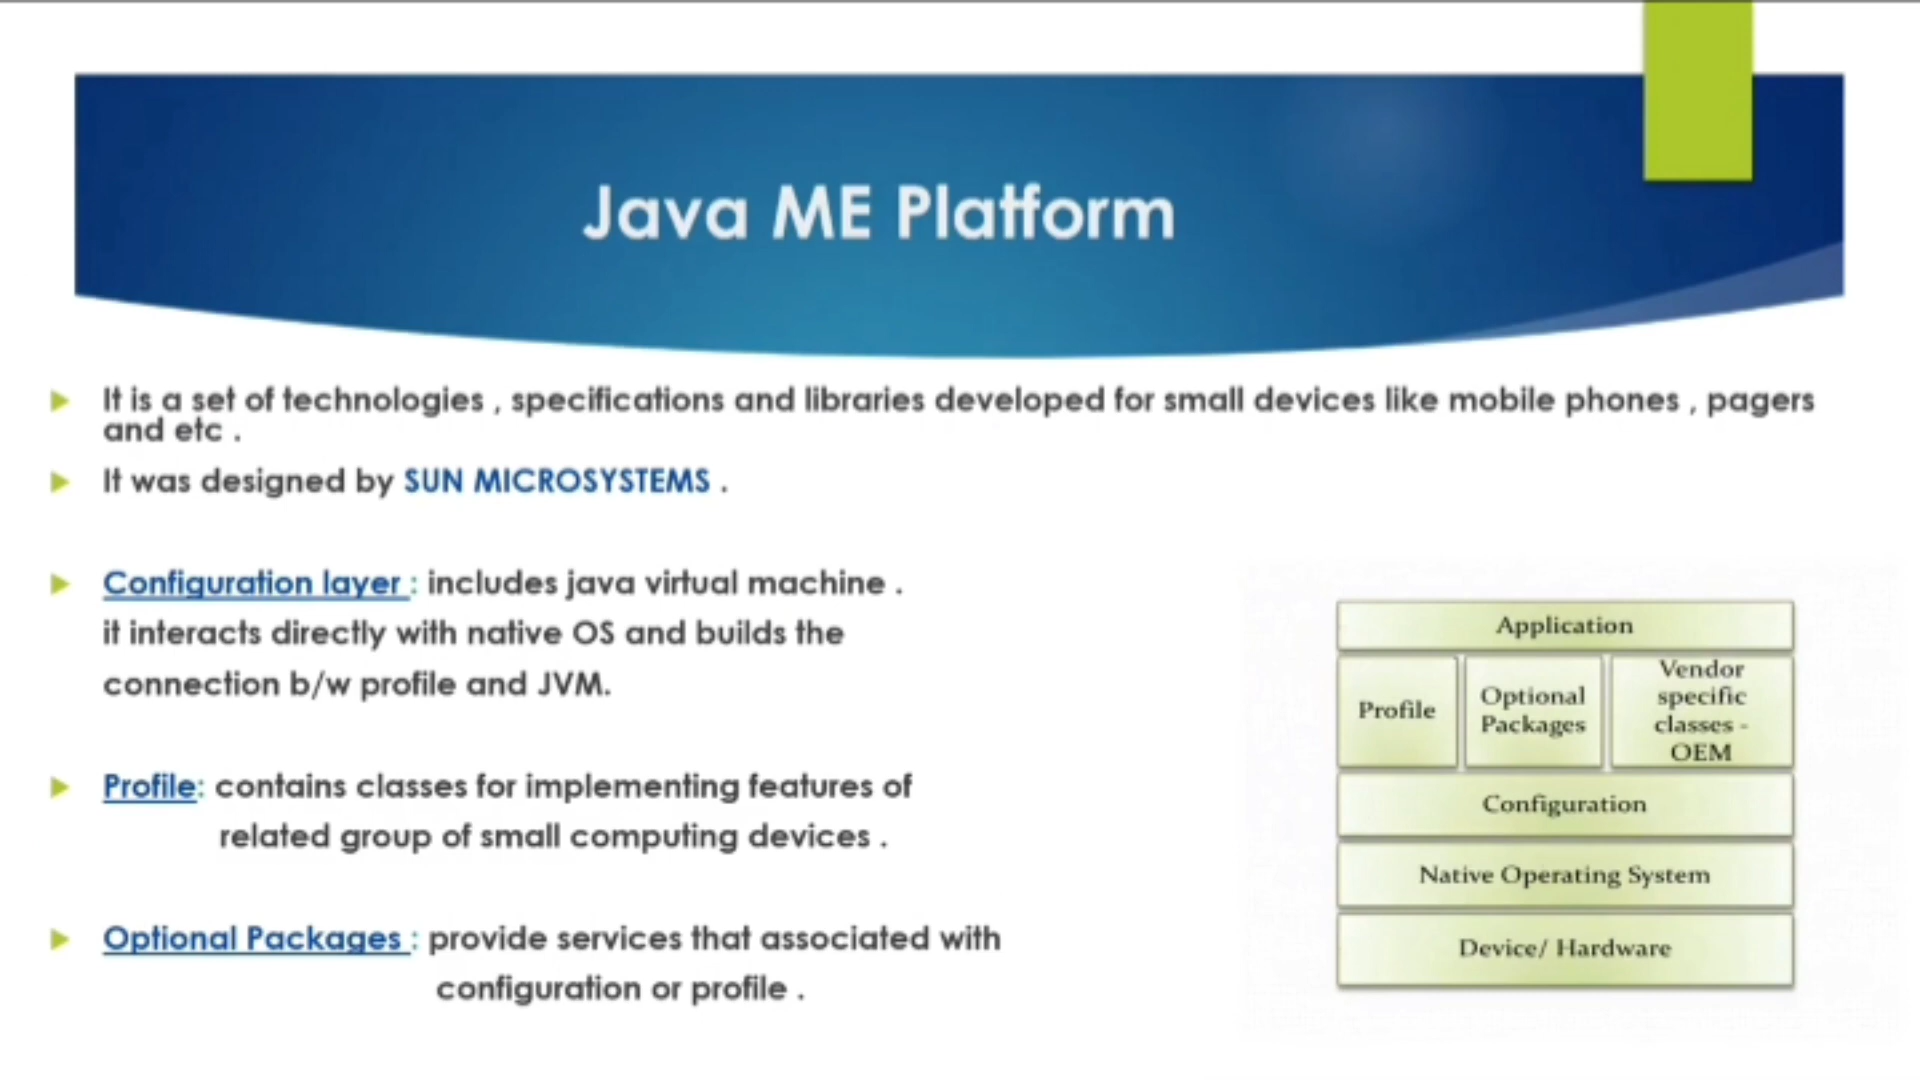 Java ME Platform
It is a set of technologies , specifications and libraries developed for small devices like mobile phones , pagers
and etc .
It was designed by SUN MICROSYSTEMS .
Configuration layer : includes java virtual machine .
it interacts directly with native OS and builds the
connection b/w profile and JVM.
Profile: contains classes for implementing features of
related group of small computing devices .
Optional Packages : provide services that associated with
configuration or profile .
Application
Profile
Optional
Packages
Vendor
specific
classes -
OEM
Configuration
Native Operating System
Device/ Hardware